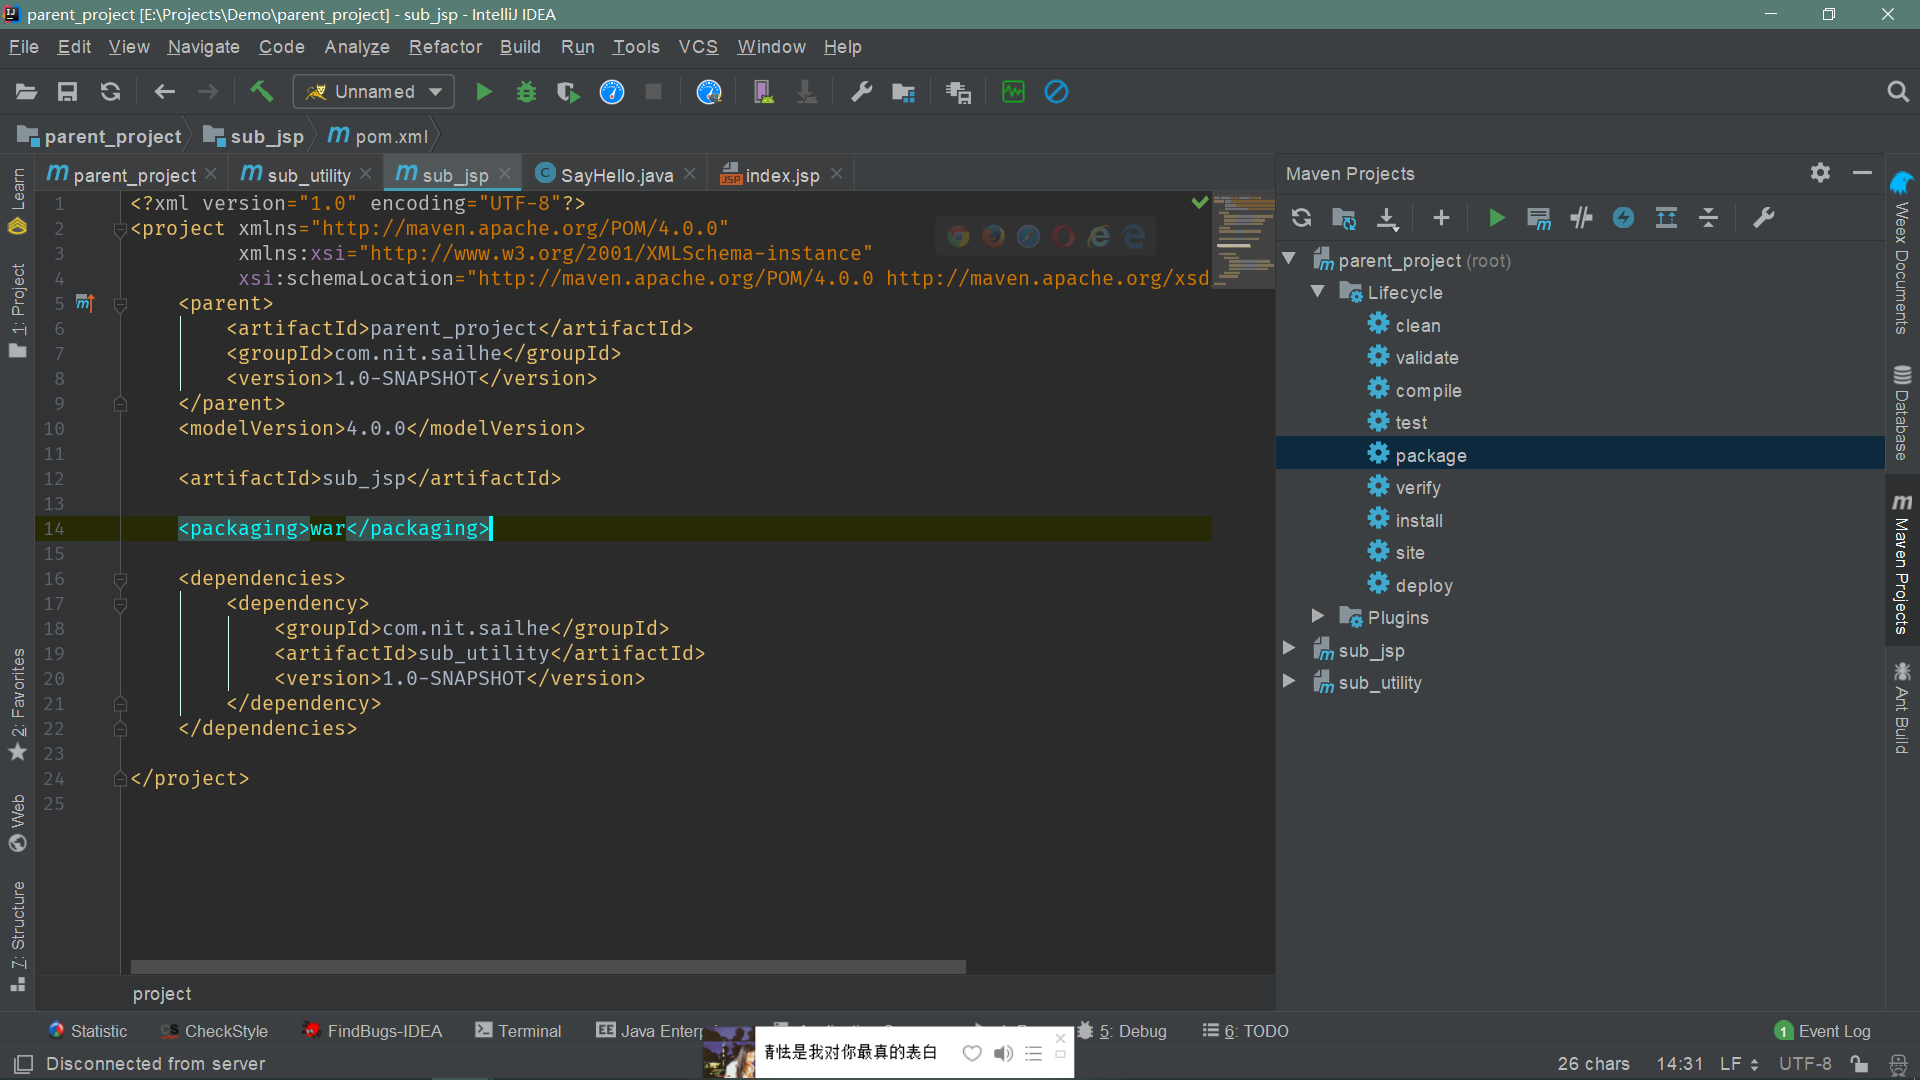 parent_project [E:\Projects\Demo\parent_project] - sub_jsp - IntelliJ IDEA
File Edit View Navigate Code Analyze Refactor Build Run Tools VCS Window Help
Unnamed
parent_project sub_jsp pom.xml
parent_project sub_utility sub_jsp SayHello.java index.jsp
1 <?xml version="1.0" encoding="UTF-8"?>
2 <project xmlns="http://maven.apache.org/POM/4.0.0"
3 xmlns:xsi="http://www.w3.org/2001/XMLSchema-instance"
4 xsi:schemaLocation="http://maven.apache.org/POM/4.0.0 http://maven.apache.org/xsd
5 <parent>
6 <artifactId>parent_project</artifactId>
7 <groupId>com.nit.sailhe</groupId>
8 <version>1.0-SNAPSHOT</version>
9 </parent>
10 <modelVersion>4.0.0</modelVersion>
11
12 <artifactId>sub_jsp</artifactId>
13
14 <packaging>war</packaging>
15
16 <dependencies>
17 <dependency>
18 <groupId>com.nit.sailhe</groupId>
19 <artifactId>sub_utility</artifactId>
20 <version>1.0-SNAPSHOT</version>
21 </dependency>
22 </dependencies>
23
24 </project>
25
project
Learn
1: Project
2: Favorites
Web
Z: Structure
Maven Projects
parent_project (root)
Lifecycle
clean
validate
compile
test
package
verify
install
site
deploy
Plugins
sub_jsp
sub_utility
Weex Documents
Database
Maven Projects
Ant Build
Statistic CheckStyle FindBugs-IDEA Terminal Java Enter 5: Debug 6: TODO 1 Event Log
是我对你最真的表白
Disconnected from server 26 chars 14:31 LF UTF-8